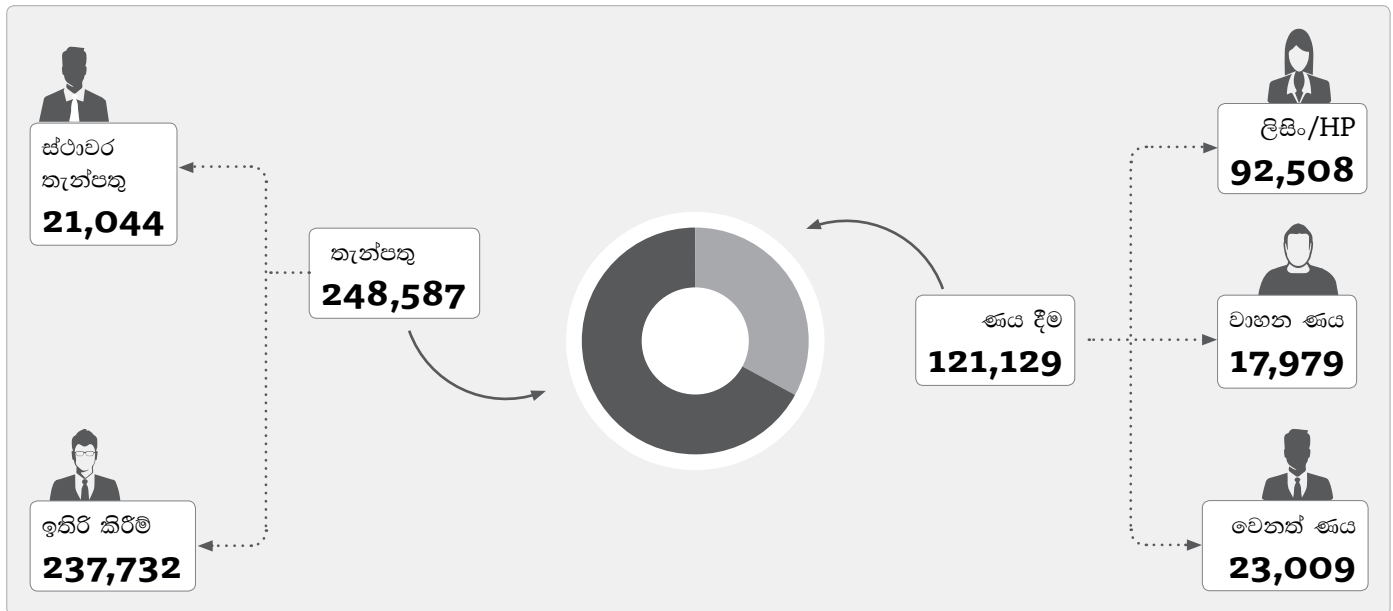 ස්ථාවර
තැන්පතු
21,044
තැන්පතු
248,587
ඉතිරි කිරීම්
237,732
ණය දීම
121,129
ලිසිං/HP
92,508
වාහන ණය
17,979
වෙනත් ණය
23,009